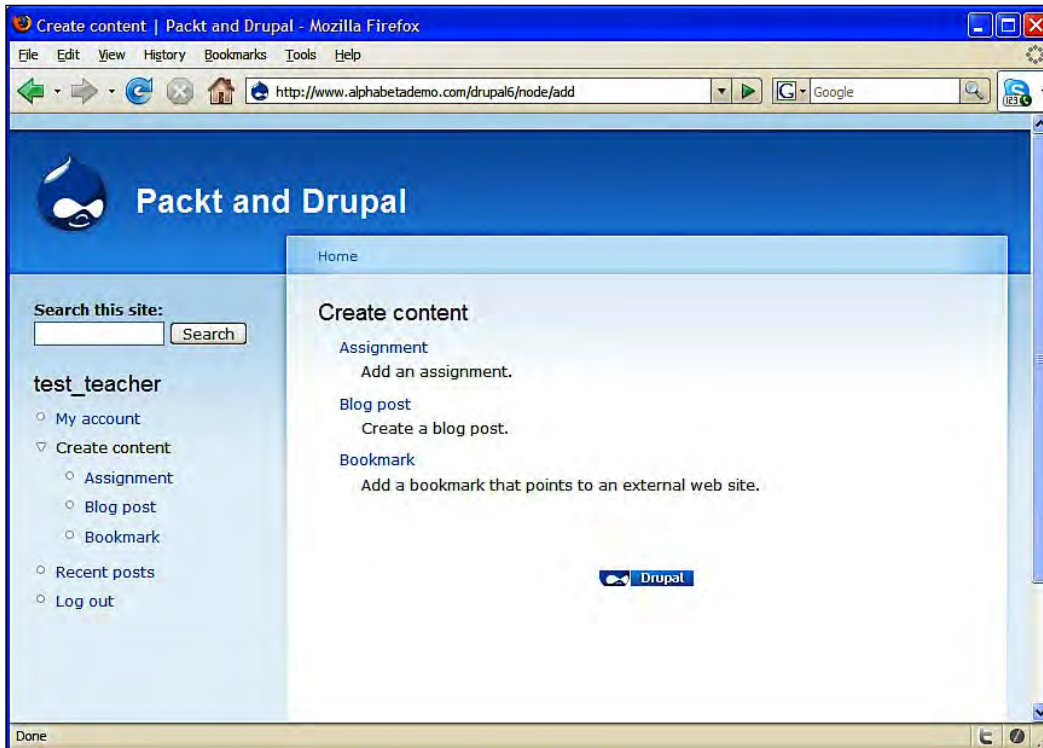 Create content | Packt and Drupal - Mozilla Firefox
File Edit View History Bookmarks Tools Help
http://www.alphabetademo.com/drupal6/node/add
G Google
123
Packt and Drupal
Home
Search this site:
Search
test_teacher
My account
Create content
Assignment
Blog post
Bookmark
Recent posts
Log out
Create content
Assignment
Add an assignment.
Blog post
Create a blog post.
Bookmark
Add a bookmark that points to an external web site.
Drupal
Done